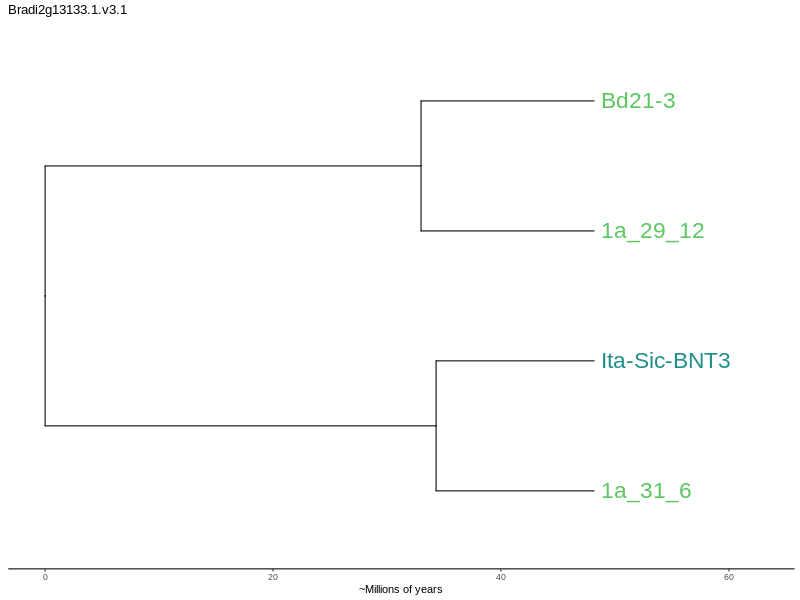 Bradi2g13133.1.v3.1
Bd21-3
1a_29_12
Ita-Sic-BNT3
1a_31_6
0 20 40 60
~Millions of years